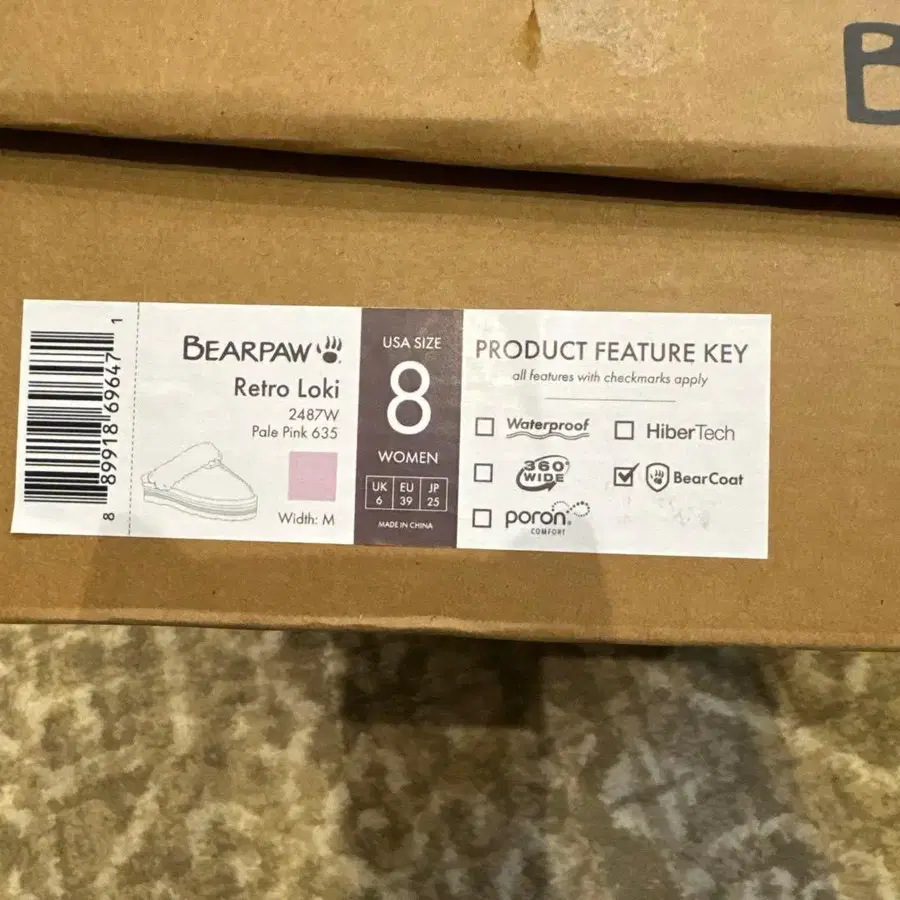 B
8 89918 69647 1
BEARPAW
Retro Loki
2487W
Pale Pink 635
Width: M
USA SIZE
8
WOMEN
UK EU JP
6 39 25
MADE IN CHINA
PRODUCT FEATURE KEY
all features with checkmarks apply
Waterproof HiberTech
360°
WIDE
BearCoat
poron
COMFORT